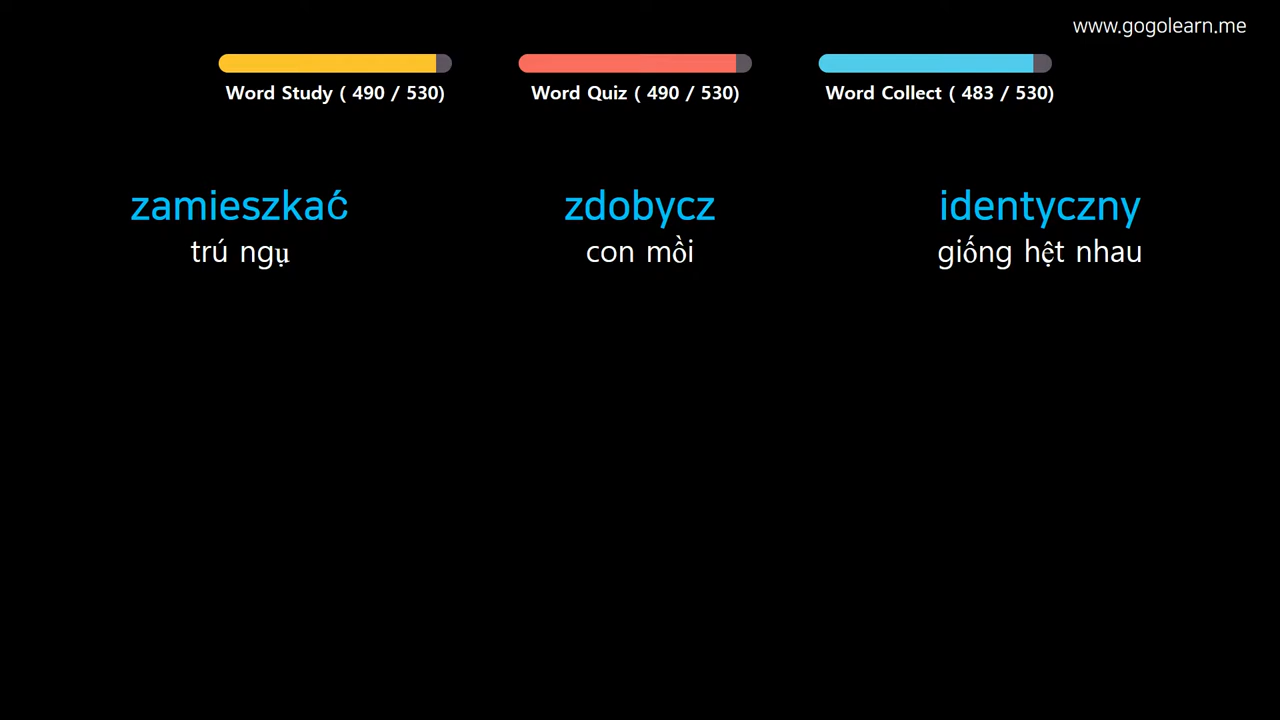 www.gogolearn.me
Word Study ( 490 / 530) Word Quiz ( 490 / 530) Word Collect ( 483 / 530)
zamieszkać zdobycz identyczny
trú ngụ con mồi giống hệt nhau